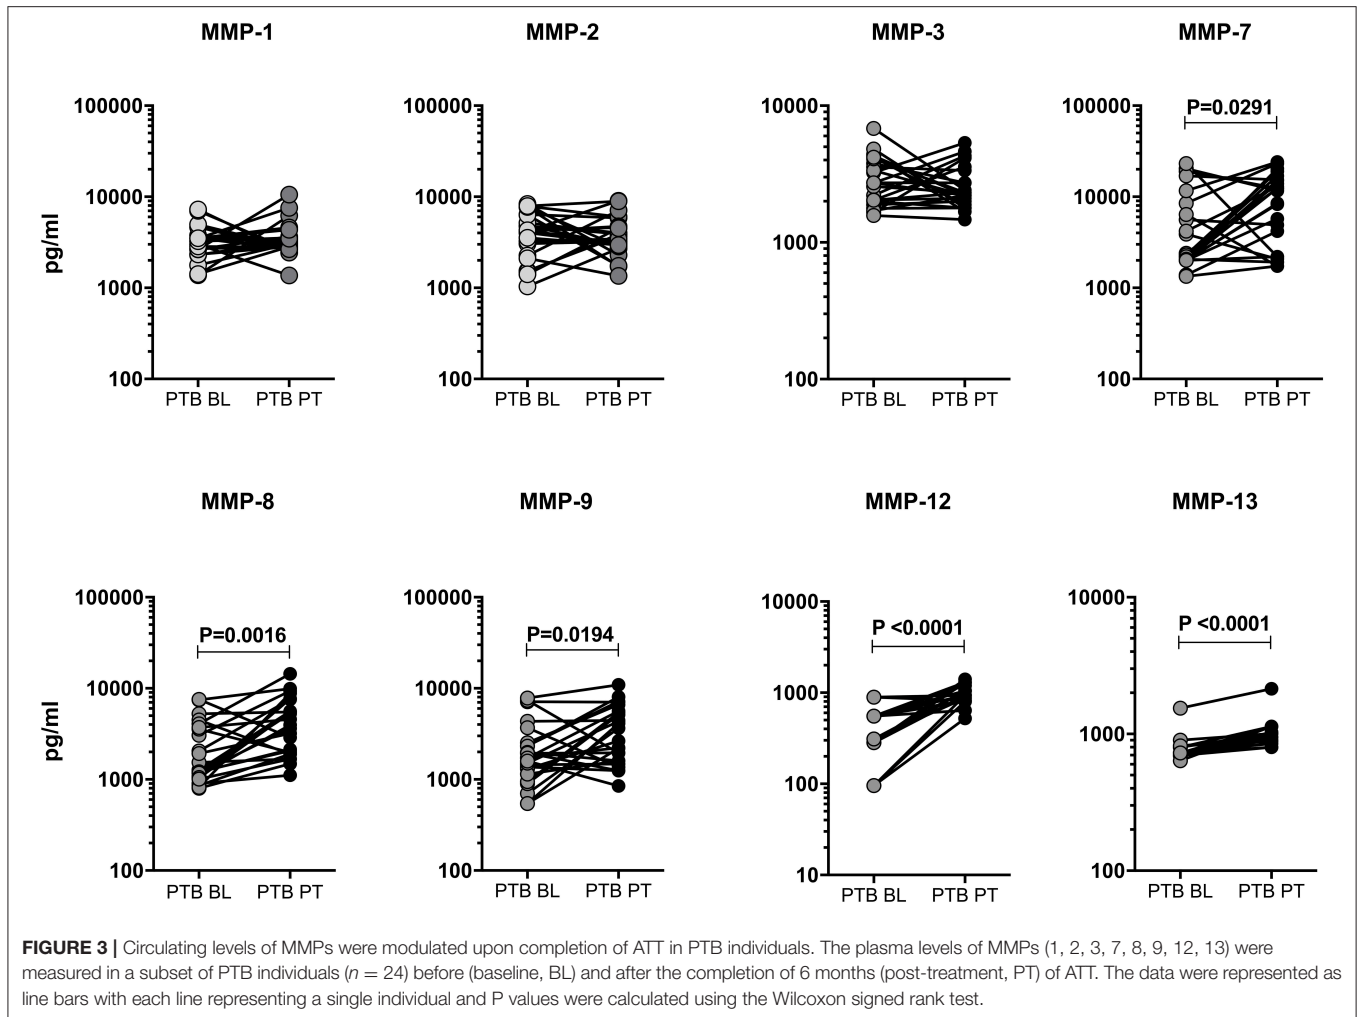 MMP-1
MMP-2
MMP-3
MMP-7
pg/ml
100000
10000
1000
100
PTB BL PTB PT
100000
10000
1000
100
PTB BL PTB PT
10000
1000
100
PTB BL PTB PT
100000
10000
1000
100
P=0.0291
PTB BL PTB PT
MMP-8
MMP-9
MMP-12
MMP-13
pg/ml
100000
10000
1000
100
P=0.0016
PTB BL PTB PT
100000
10000
1000
100
P=0.0194
PTB BL PTB PT
10000
1000
100
10
P <0.0001
PTB BL PTB PT
10000
1000
100
P <0.0001
PTB BL PTB PT
FIGURE 3 | Circulating levels of MMPs were modulated upon completion of ATT in PTB individuals. The plasma levels of MMPs (1, 2, 3, 7, 8, 9, 12, 13) were
measured in a subset of PTB individuals (n = 24) before (baseline, BL) and after the completion of 6 months (post-treatment, PT) of ATT. The data were represented as
line bars with each line representing a single individual and P values were calculated using the Wilcoxon signed rank test.